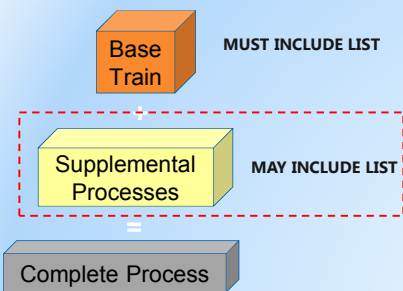 Base
Train
MUST INCLUDE LIST
+
Supplemental
Processes
MAY INCLUDE LIST
=
Complete Process